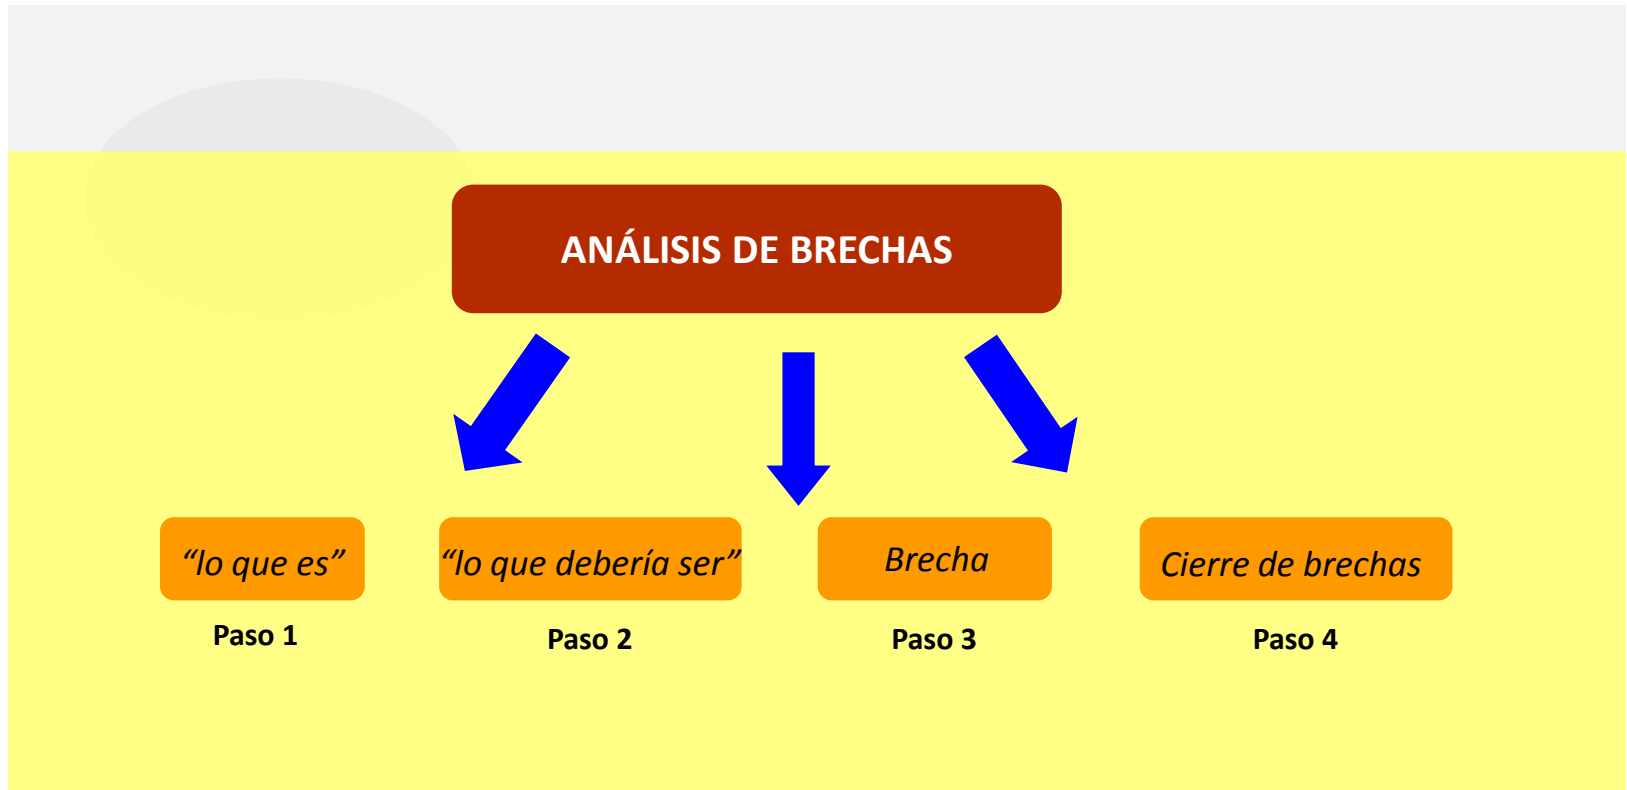 ANÁLISIS DE BRECHAS
“lo que es”
“lo que debería ser”
Brecha
Cierre de brechas
Paso 1
Paso 2
Paso 3
Paso 4